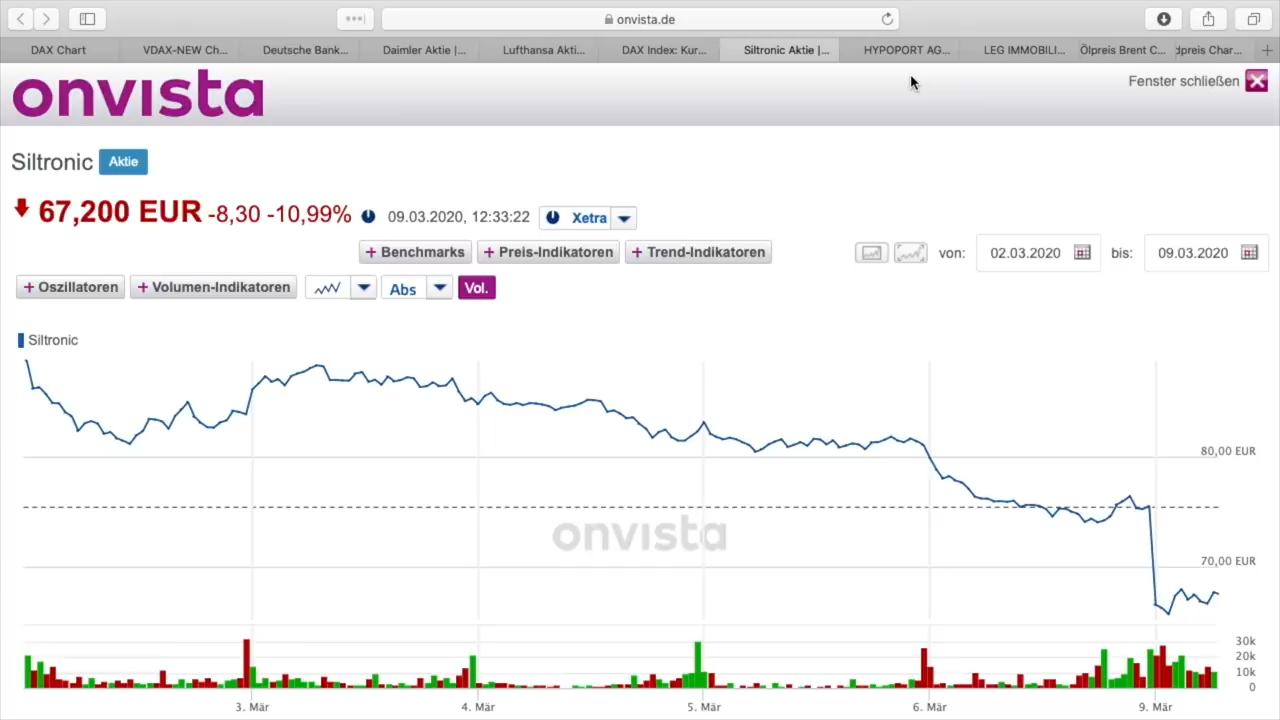 onvista.de
DAX Chart
VDAX-NEW Ch...
Deutsche Bank...
Daimler Aktie |...
Lufthansa Akti...
DAX Index: Kur...
Siltronic Aktie |...
HYPOPORT AG...
LEG IMMOBILI...
Ölpreis Brent C...
dpreis Char...
onvista
Fenster schließen
Siltronic Aktie
67,200 EUR -8,30 -10,99% 09.03.2020, 12:33:22 Xetra
+ Benchmarks + Preis-Indikatoren + Trend-Indikatoren von: 02.03.2020 bis: 09.03.2020
+ Oszillatoren + Volumen-Indikatoren Abs Vol.
Siltronic
80,00 EUR
onvista
70,00 EUR
30k
20k
10k
0
3. Mär 4. Mär 5. Mär 6. Mär 9. Mär